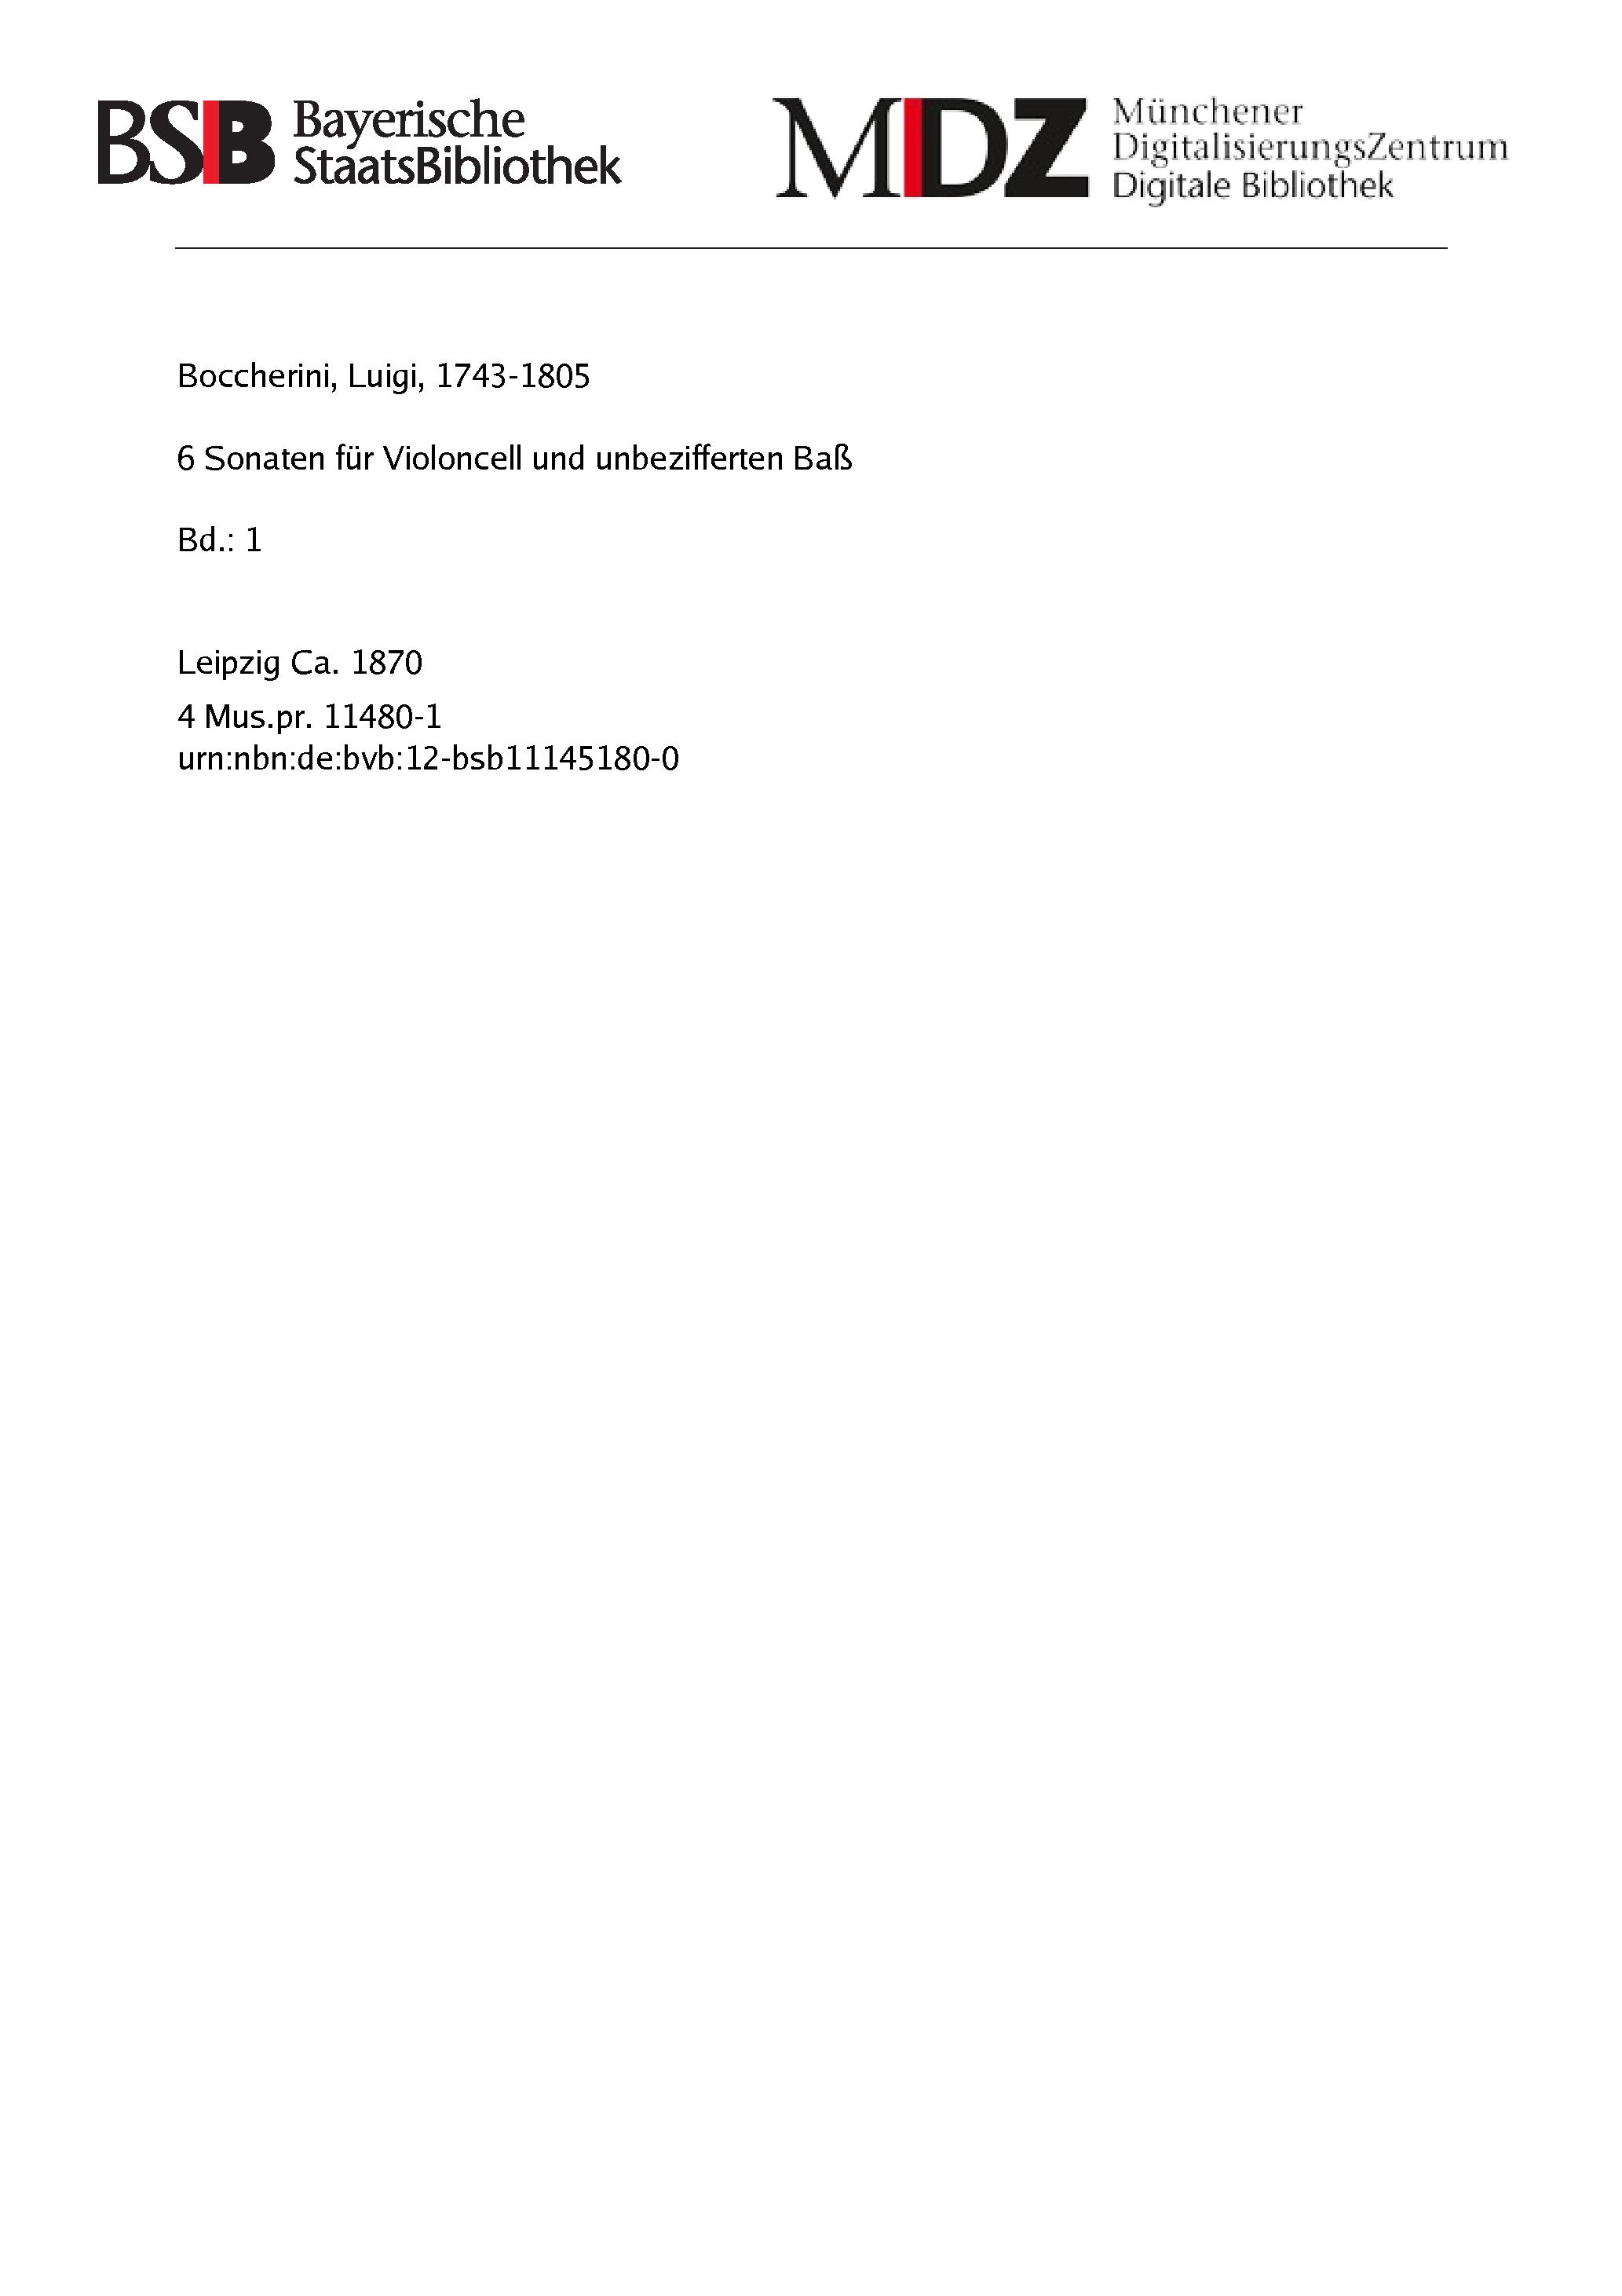 BSB Bayerische
StaatsBibliothek
MDZ Münchener
DigitalisierungsZentrum
Digitale Bibliothek
Boccherini, Luigi, 1743-1805
6 Sonaten für Violoncell und unbezifferten Baß
Bd.: 1
Leipzig Ca. 1870
4 Mus.pr. 11480-1
urn:nbn:de:bvb:12-bsb11145180-0